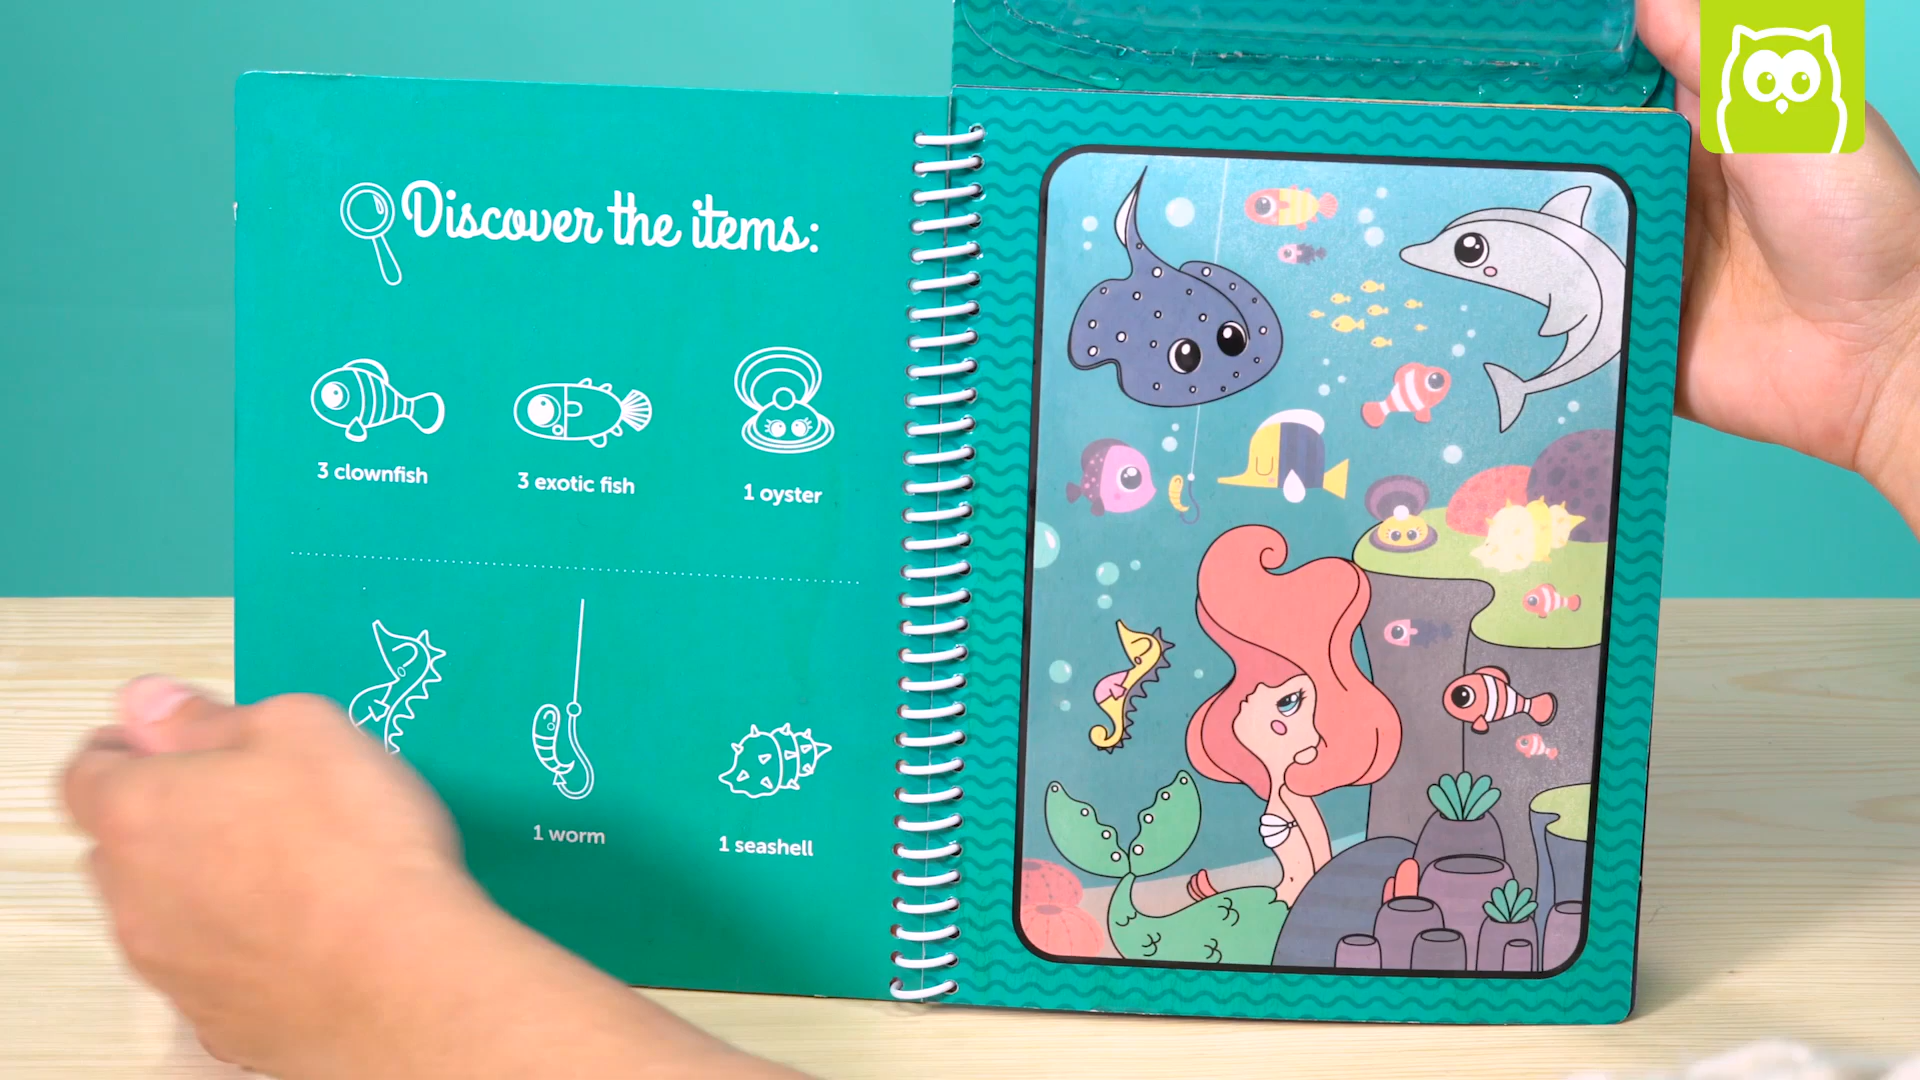 Discover the items:
3 clownfish
3 exotic fish
1 oyster
1 worm
1 seashell